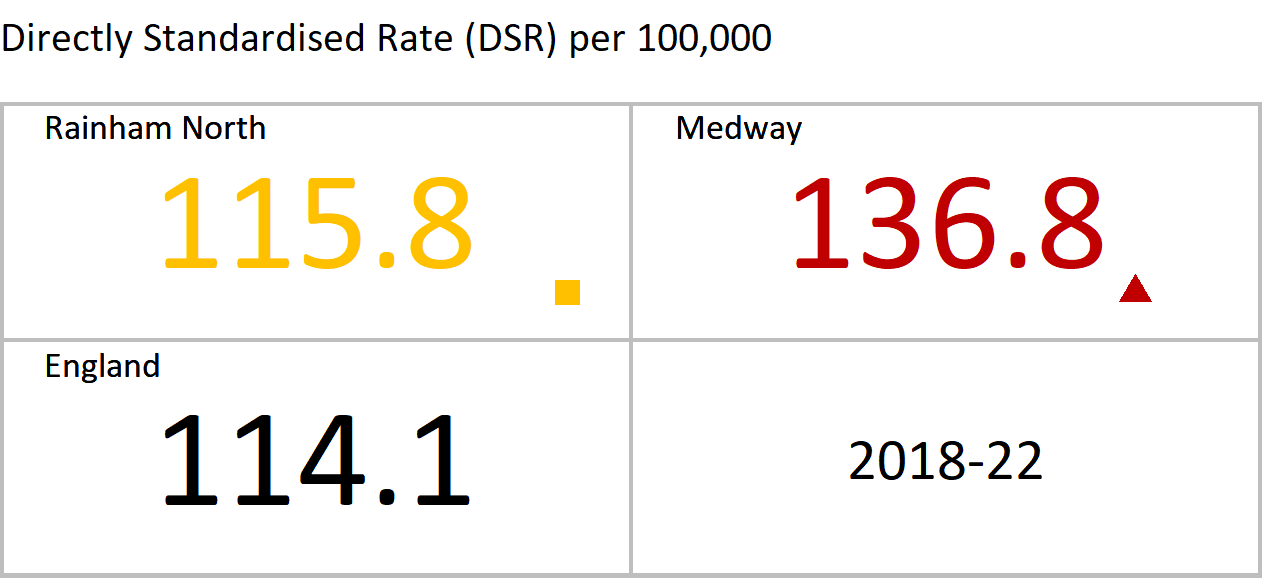 Directly Standardised Rate (DSR) per 100,000
Rainham North
115.8
Medway
136.8
England
114.1
2018-22